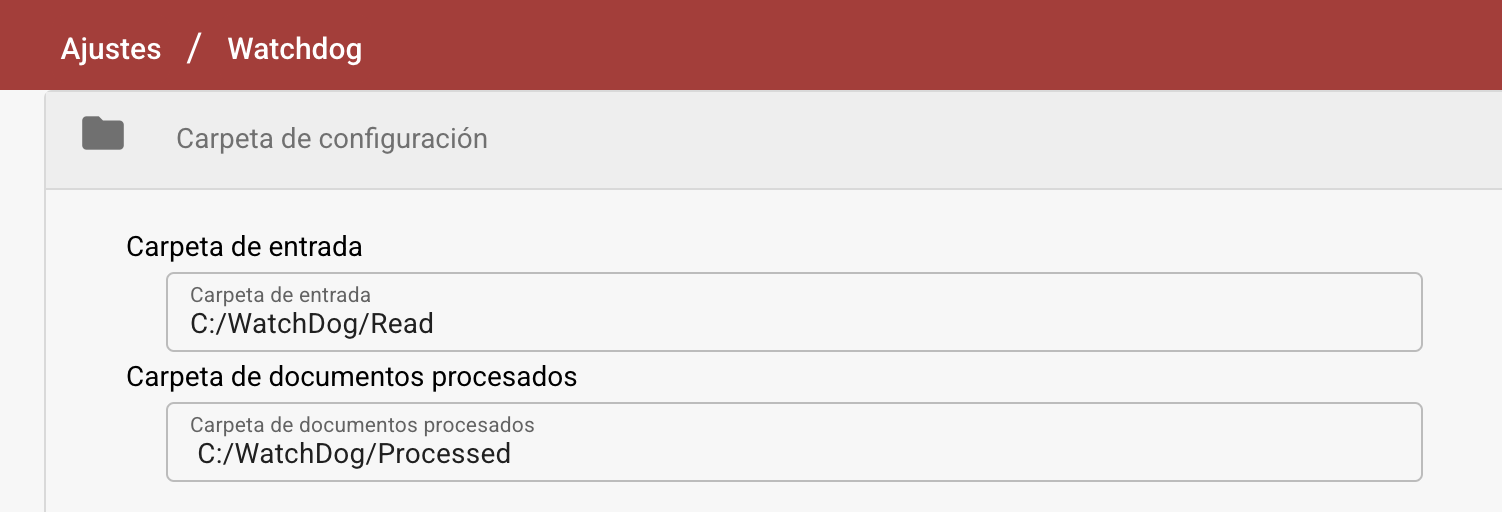 Ajustes / Watchdog
Carpeta de configuración
Carpeta de entrada
Carpeta de entrada
C:/WatchDog/Read
Carpeta de documentos procesados
Carpeta de documentos procesados
C:/WatchDog/Processed